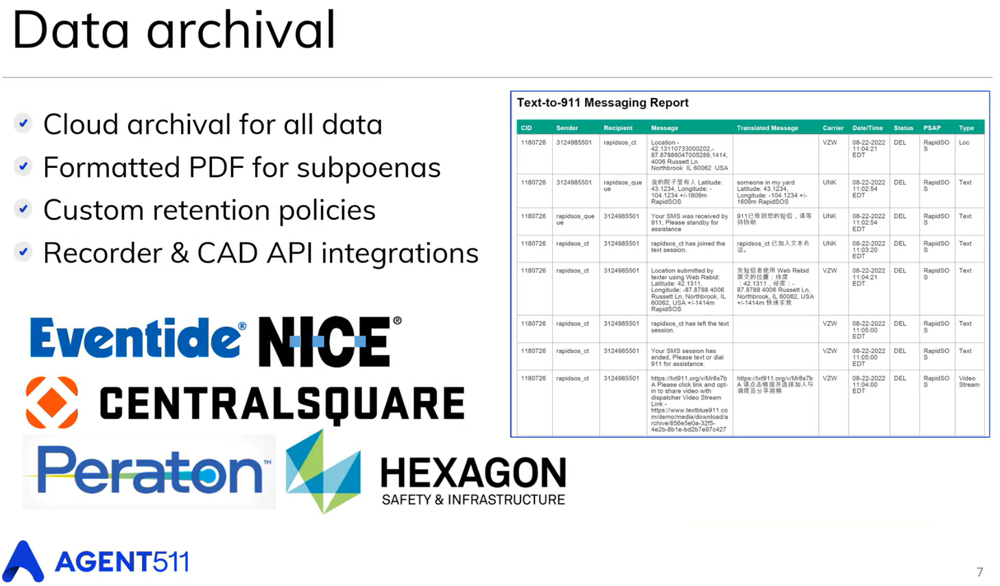 Data archival
Cloud archival for all data
Formatted PDF for subpoenas
Custom retention policies
Recorder & CAD API integrations
Eventide® NICE®
CENTRALSQUARE
Peraton™
HEXAGON
SAFETY & INFRASTRUCTURE
AGENT511
Text-to-911 Messaging Report
CID Sender Recipient Message Translated Message Carrier Date/Time Status PSAP Type
1180726 3124985501 rapidsos_ct Location - VZW 08-22-2022 DEL RapidSO Loc
42.13110733000202,- 11:04:21 S
87.87886047005289,1414, EDT
4006 Russett Ln
Northbrook IL 60062 USA
1180726 3124985501 rapidsos_que 我的院子里有人 Latitude: someone in my yard UNK 08-22-2022 DEL RapidSO Text
ue 43.1234, Longitude: - Latitude: 43.1234, 11:02:54 S
104.1234 +/-1609m Longitude: -104.1234 +/- EDT
RapidSOS 1609m RapidSOS
1180726 rapidsos_que 3124985501 Your SMS was received by 911已收到您的短信，请等 UNK 08-22-2022 DEL RapidSO Text
ue 911, Please standby for 待协助 11:02:54 S
assistance EDT
1180726 rapidsos_ct 3124985501 rapidsos_ct has joined the rapidsos_ct 已加入文本会 UNK 08-22-2022 DEL RapidSO Text
text session. 话。 11:03:20 S
EDT
1180726 rapidsos_ct 3124985501 Location submitted by 发短信者使用 Web Rebid VZW 08-22-2022 DEL RapidSO Text
texter using Web Rebid: 提交的位置：纬度 11:04:21 S
Latitude: 42.1311, ：42.1311，经度：- EDT
Longitude: -87.8788 4006 87.8788 4006 Russett Ln,
Russett Ln, Northbrook, IL Northbrook, IL 60062, USA
60062, USA +/-1414m +/-1414m 快速求救
RapidSOS
1180726 rapidsos_ct 3124985501 rapidsos_ct has left the text VZW 08-22-2022 DEL RapidSO Text
session. 11:05:00 S
EDT
1180726 rapidsos_ct 3124985501 Your SMS session has VZW 08-22-2022 DEL RapidSO Text
ended, Please text or dial 11:05:00 S
911 for assistance. EDT
1180726 rapidsos_ct 3124985501 https://txt911.org/v/Mr8s7b https://txt911.org/v/Mr8s7b VZW 08-22-2022 DEL RapidSO Video
A Please click link and opt- A 请点击链接并选择加入与 11:04:00 S Stream
in to share video with 调度员分享视频 EDT
dispatcher Video Stream
Link -
https://www.textblue911.co
m/demo/media/download/a
rchive/856e5e0a-32f5-
4e2b-8b1e-bd2b7e97c427
7